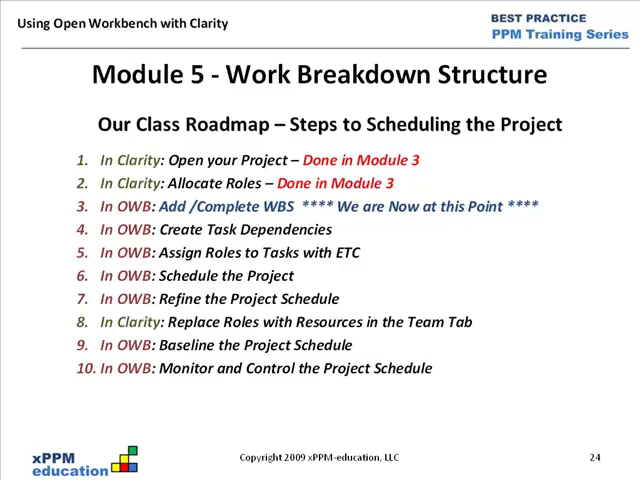 Using Open Workbench with Clarity
BEST PRACTICE
PPM Training Series
Module 5 - Work Breakdown Structure
Our Class Roadmap – Steps to Scheduling the Project
1. In Clarity: Open your Project – Done in Module 3
2. In Clarity: Allocate Roles – Done in Module 3
3. In OWB: Add /Complete WBS **** We are Now at this Point ****
4. In OWB: Create Task Dependencies
5. In OWB: Assign Roles to Tasks with ETC
6. In OWB: Schedule the Project
7. In OWB: Refine the Project Schedule
8. In Clarity: Replace Roles with Resources in the Team Tab
9. In OWB: Baseline the Project Schedule
10. In OWB: Monitor and Control the Project Schedule
xPPM
education
Copyright 2009 xPPM-education, LLC
24